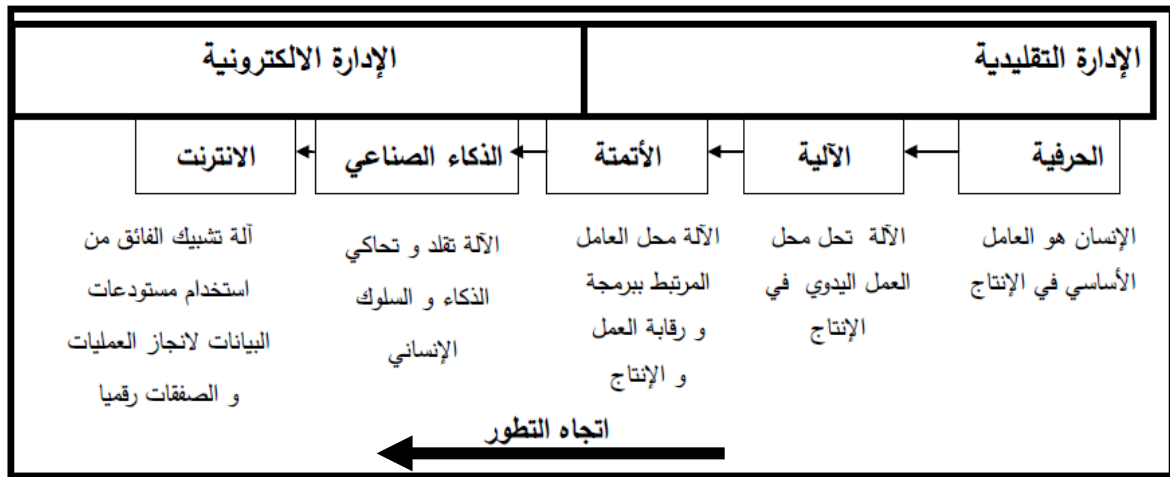 الإدارة التقليدية
الإدارة الالكترونية
الحرفية
الآلية
الأتمتة
الذكاء الصناعي
الانترنت
الإنسان هو العامل
الأساسي في الإنتاج
الآلة تحل محل
العمل اليدوي في
الإنتاج
الآلة محل العامل
المرتبط ببرمجة
و رقابة العمل
و الإنتاج
الآلة تقلد و تحاكي
الذكاء و السلوك
الإنساني
آلة تشبيك الفائق من
استخدام مستودعات
البيانات لانجاز العمليات
و الصفقات رقميا
اتجاه التطور